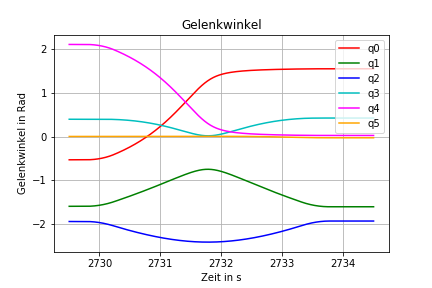 Gelenkwinkel
Gelenkwinkel in Rad
2
1
0
−1
−2
q0
q1
q2
q3
q4
q5
2730 2731 2732 2733 2734
Zeit in s